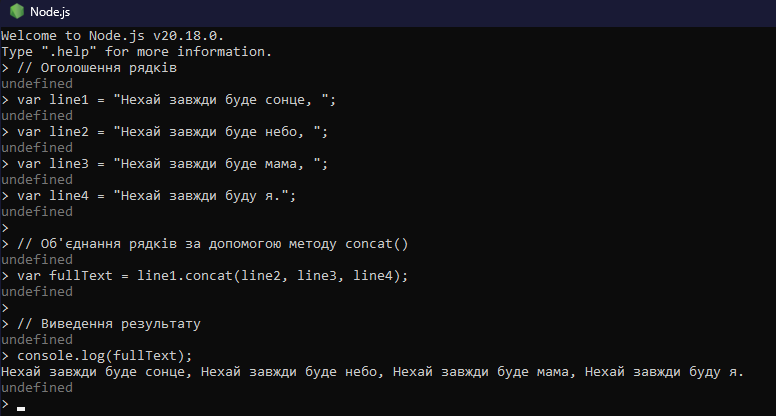 Node.js
Welcome to Node.js v20.18.0.
Type ".help" for more information.
> // Оголошення рядків
undefined
> var line1 = "Нехай завжди буде сонце, ";
undefined
> var line2 = "Нехай завжди буде небо, ";
undefined
> var line3 = "Нехай завжди буде мама, ";
undefined
> var line4 = "Нехай завжди буду я.";
undefined
>
> // Об'єднання рядків за допомогою методу concat()
undefined
> var fullText = line1.concat(line2, line3, line4);
undefined
>
> // Виведення результату
undefined
> console.log(fullText);
Нехай завжди буде сонце, Нехай завжди буде небо, Нехай завжди буде мама, Нехай завжди буду я.
undefined
>